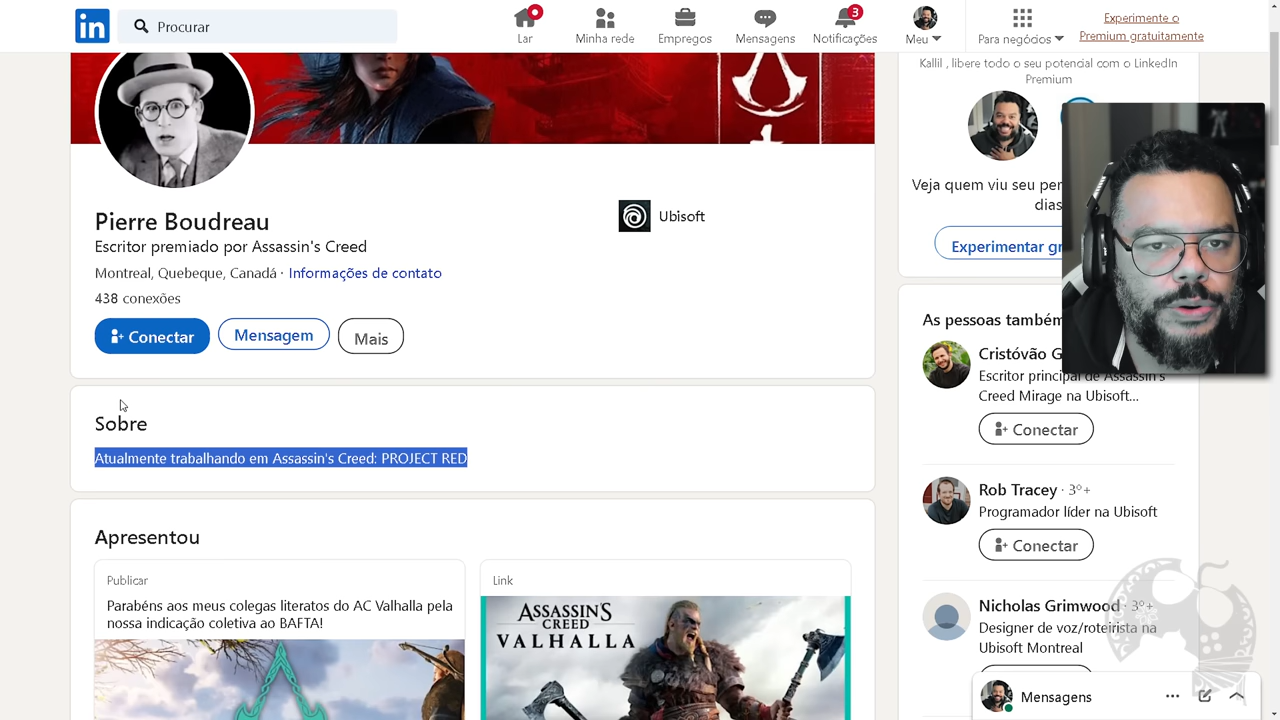 in
Procurar
Lar
Minha rede
Empregos
Mensagens
3
Notificações
Meu
Para negócios
Experimente o
Premium gratuitamente
Kallil , libere todo o seu potencial com o LinkedIn
Premium
Veja quem viu seu
dias
Experimentar
Pierre Boudreau
Escritor premiado por Assassin's Creed
Montreal, Quebeque, Canadá · Informações de contato
438 conexões
Ubisoft
Conectar
Mensagem
Mais
Sobre
Atualmente trabalhando em Assassin's Creed: PROJECT RED
Apresentou
Publicar
Parabéns aos meus colegas literatos do AC Valhalla pela
nossa indicação coletiva ao BAFTA!
Link
ASSASSIN'S
CREED
VALHALLA
As pessoas também
Cristóvão G
Escritor principal de Assassin's
Creed Mirage na Ubisoft...
Conectar
Rob Tracey · 3º+
Programador líder na Ubisoft
Conectar
Nicholas Grimwood · 3º+
Designer de voz/roteirista na
Ubisoft Montreal
Mensagens